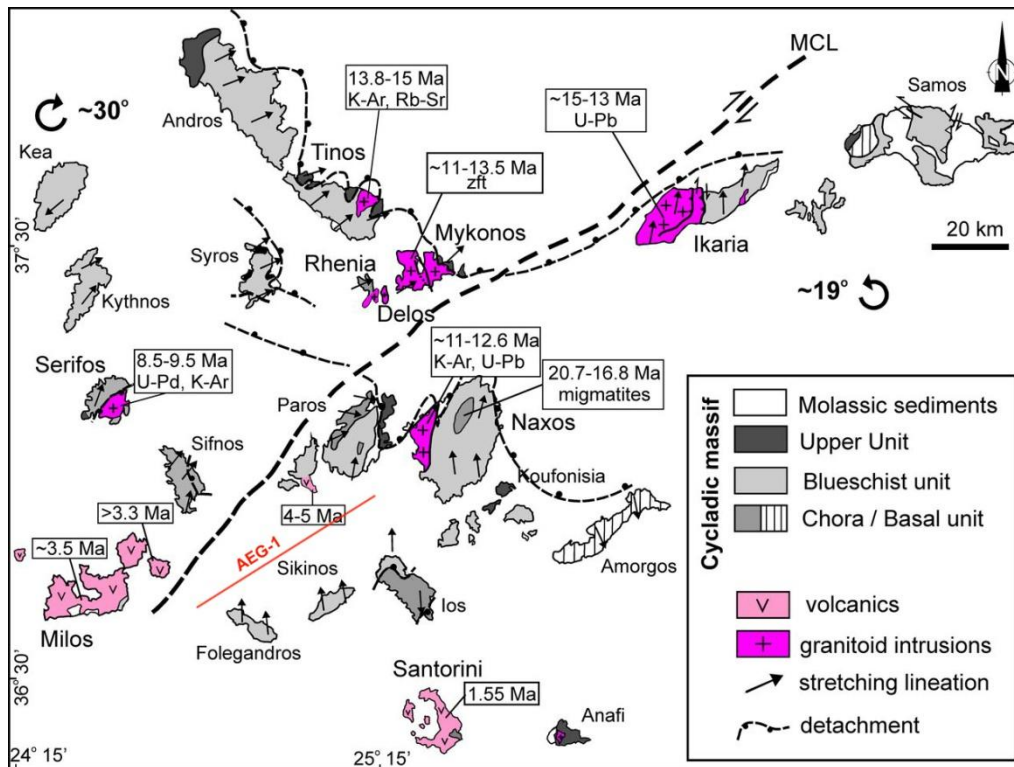 MCL
N
Samos
13.8-15 Ma
K-Ar, Rb-Sr
~15-13 Ma
U-Pb
~30°
Andros
Kea
Tinos
~11-13.5 Ma
zft
37° 30'
Mykonos
Ikaria
20 km
Syros
Rhenia
Kythnos
Delos
~19°
Serifos
8.5-9.5 Ma
U-Pd, K-Ar
~11-12.6 Ma
K-Ar, U-Pb
20.7-16.8 Ma
migmatites
Paros
Naxos
Sifnos
Koufonisia
>3.3 Ma
4-5 Ma
~3.5 Ma
AEG-1
Amorgos
Sikinos
Ios
Milos
Folegandros
36° 30'
Santorini
1.55 Ma
Anafi
24° 15'
25° 15'
Cycladic massif
Molassic sediments
Upper Unit
Blueschist unit
Chora / Basal unit
volcanics
granitoid intrusions
stretching lineation
detachment